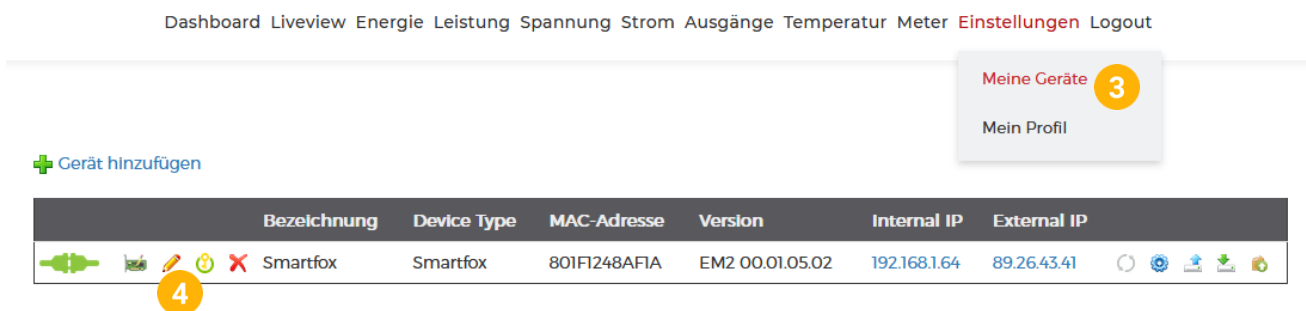 Dashboard Liveview Energie Leistung Spannung Strom Ausgänge Temperatur Meter Einstellungen Logout
Meine Geräte 3
Mein Profil
Gerät hinzufügen
Bezeichnung Device Type MAC-Adresse Version Internal IP External IP
Smartfox Smartfox 801F1248AF1A EM2 00.01.05.02 192.168.1.64 89.26.43.41
4